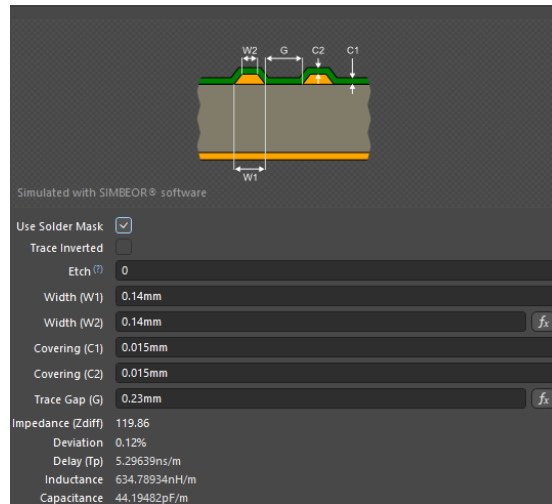 W2 G C2 C1
W1
Simulated with SIMBEOR® software
Use Solder Mask
Trace Inverted
Etch (?) 0
Width (W1) 0.14mm
Width (W2) 0.14mm fx
Covering (C1) 0.015mm
Covering (C2) 0.015mm
Trace Gap (G) 0.23mm fx
Impedance (Zdiff) 119.86
Deviation 0.12%
Delay (Tp) 5.29639ns/m
Inductance 634.78934nH/m
Capacitance 44.19482pF/m